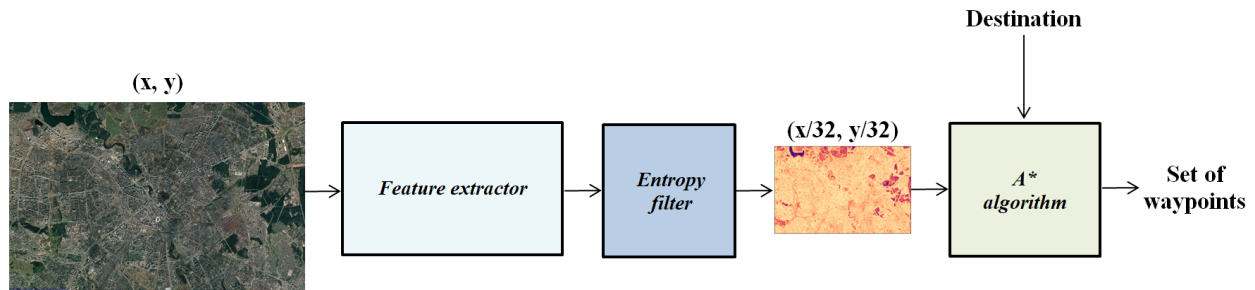 (x, y)
Feature extractor
Entropy
filter
(x/32, y/32)
Destination
A*
algorithm
Set of
waypoints